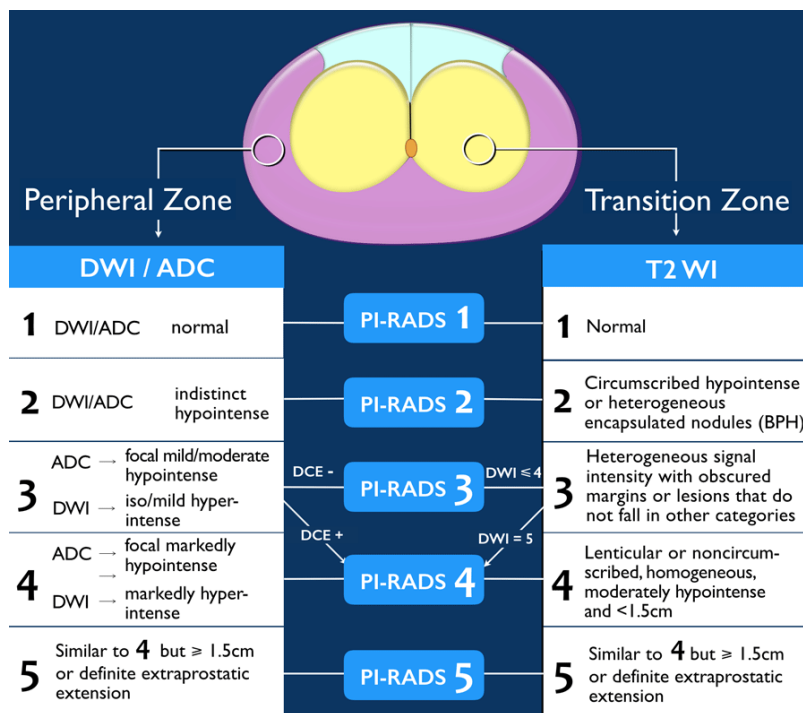 Peripheral Zone
Transition Zone
DWI / ADC
T2 WI
1 DWI/ADC normal
PI-RADS 1
1 Normal
2 DWI/ADC indistinct
hypointense
PI-RADS 2
2 Circumscribed hypointense
or heterogeneous
encapsulated nodules (BPH)
3 ADC → focal mild/moderate
hypointense
DWI → iso/mild hyper-
intense
DCE -
DCE +
PI-RADS 3
DWI ≤ 4
DWI = 5
3 Heterogeneous signal
intensity with obscured
margins or lesions that do
not fall in other categories
4 ADC → focal markedly
→ hypointense
DWI → markedly hyper-
intense
PI-RADS 4
4 Lenticular or noncircum-
scribed, homogeneous,
moderately hypointense
and <1.5cm
5 Similar to 4 but ≥ 1.5cm
or definite extraprostatic
extension
PI-RADS 5
5 Similar to 4 but ≥ 1.5cm
or definite extraprostatic
extension